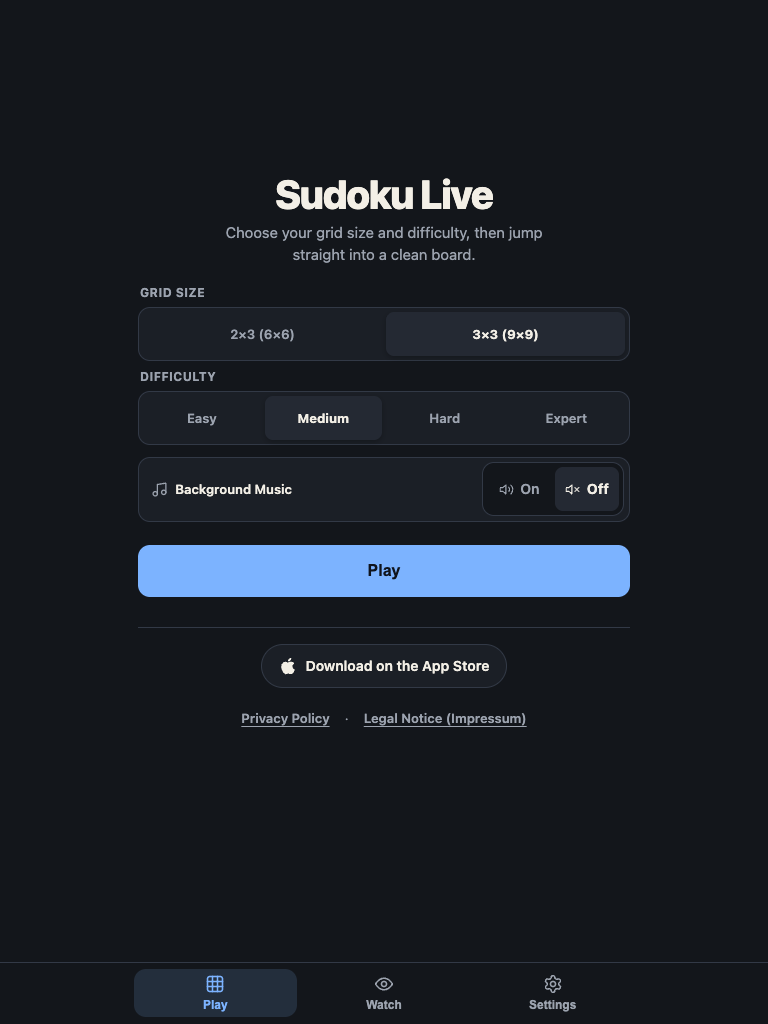 Sudoku Live
Choose your grid size and difficulty, then jump
straight into a clean board.
GRID SIZE
2×3 (6×6) 3×3 (9×9)
DIFFICULTY
Easy Medium Hard Expert
Background Music On Off
Play
Download on the App Store
Privacy Policy · Legal Notice (Impressum)
Play Watch Settings